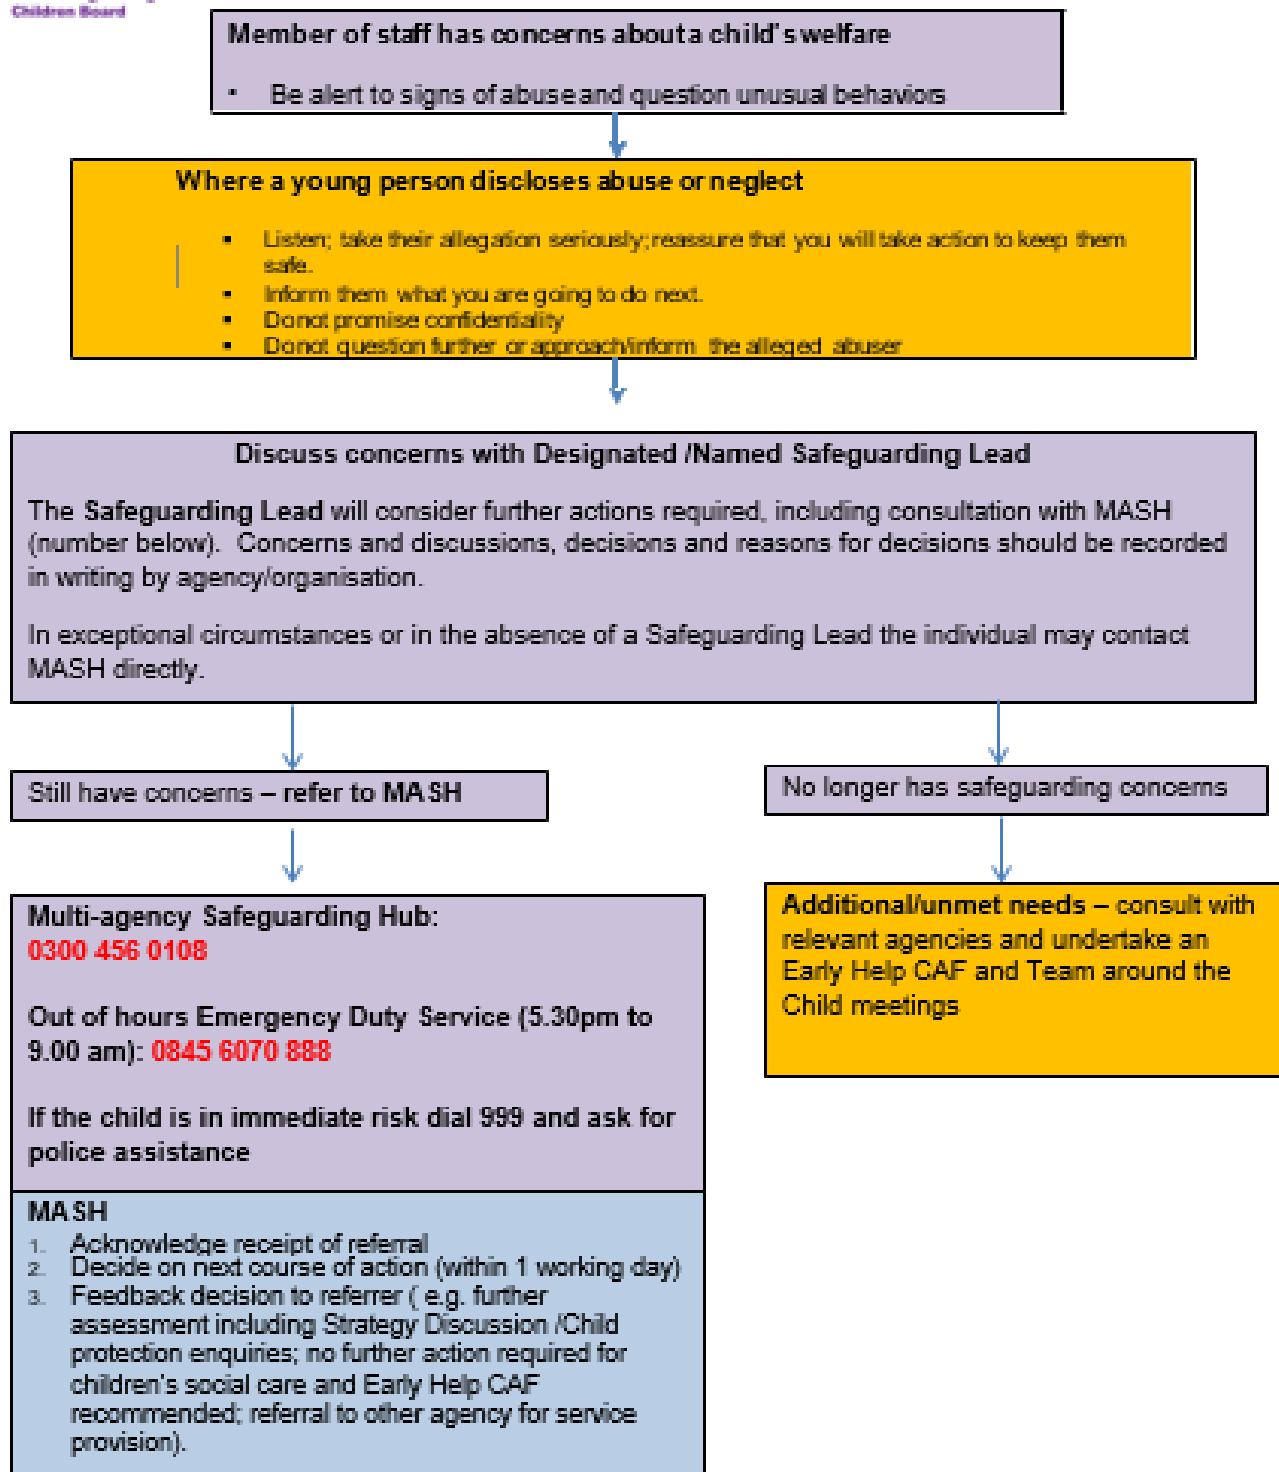 Children Board
Member of staff has concerns about a child's welfare
▪ Be alert to signs of abuse and question unusual behaviors
Where a young person discloses abuse or neglect
▪ Listen; take their allegation seriously; reassure that you will take action to keep them
safe.
▪ Inform them what you are going to do next.
▪ Do not promise confidentiality
▪ Do not question further or approach/inform the alleged abuser
Discuss concerns with Designated /Named Safeguarding Lead
The Safeguarding Lead will consider further actions required, including consultation with MASH
(number below). Concerns and discussions, decisions and reasons for decisions should be recorded
in writing by agency/organisation.
In exceptional circumstances or in the absence of a Safeguarding Lead the individual may contact
MASH directly.
Still have concerns – refer to MASH
No longer has safeguarding concerns
Multi-agency Safeguarding Hub:
0300 456 0108
Out of hours Emergency Duty Service (5.30pm to
9.00 am): 0845 6070 888
If the child is in immediate risk dial 999 and ask for
police assistance
Additional/unmet needs – consult with
relevant agencies and undertake an
Early Help CAF and Team around the
Child meetings
MASH
1. Acknowledge receipt of referral
2. Decide on next course of action (within 1 working day)
3. Feedback decision to referrer ( e.g. further
assessment including Strategy Discussion /Child
protection enquiries; no further action required for
children's social care and Early Help CAF
recommended; referral to other agency for service
provision).